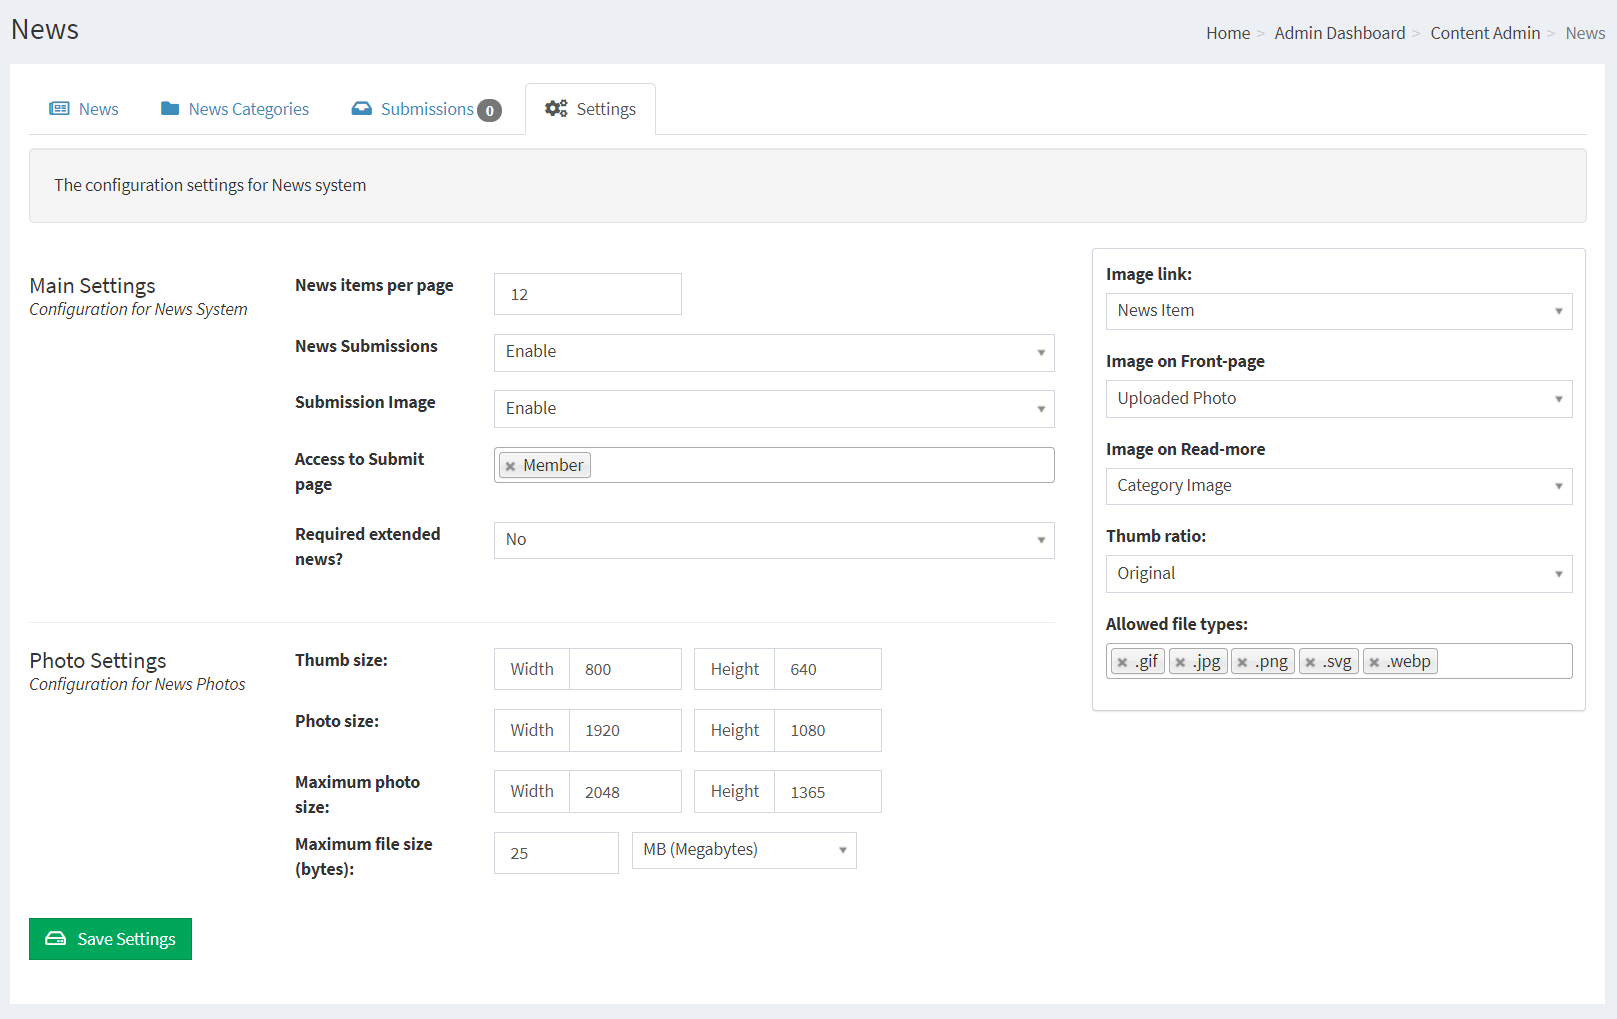 News
Home > Admin Dashboard > Content Admin > News
News
News Categories
Submissions 0
Settings
The configuration settings for News system
Main Settings
Configuration for News System
News items per page
12
News Submissions
Enable
Submission Image
Enable
Access to Submit
page
× Member
Required extended
news?
No
Photo Settings
Configuration for News Photos
Thumb size:
Width 800 Height 640
Photo size:
Width 1920 Height 1080
Maximum photo
size:
Width 2048 Height 1365
Maximum file size
(bytes):
25 MB (Megabytes)
Save Settings
Image link:
News Item
Image on Front-page
Uploaded Photo
Image on Read-more
Category Image
Thumb ratio:
Original
Allowed file types:
× .gif × .jpg × .png × .svg × .webp